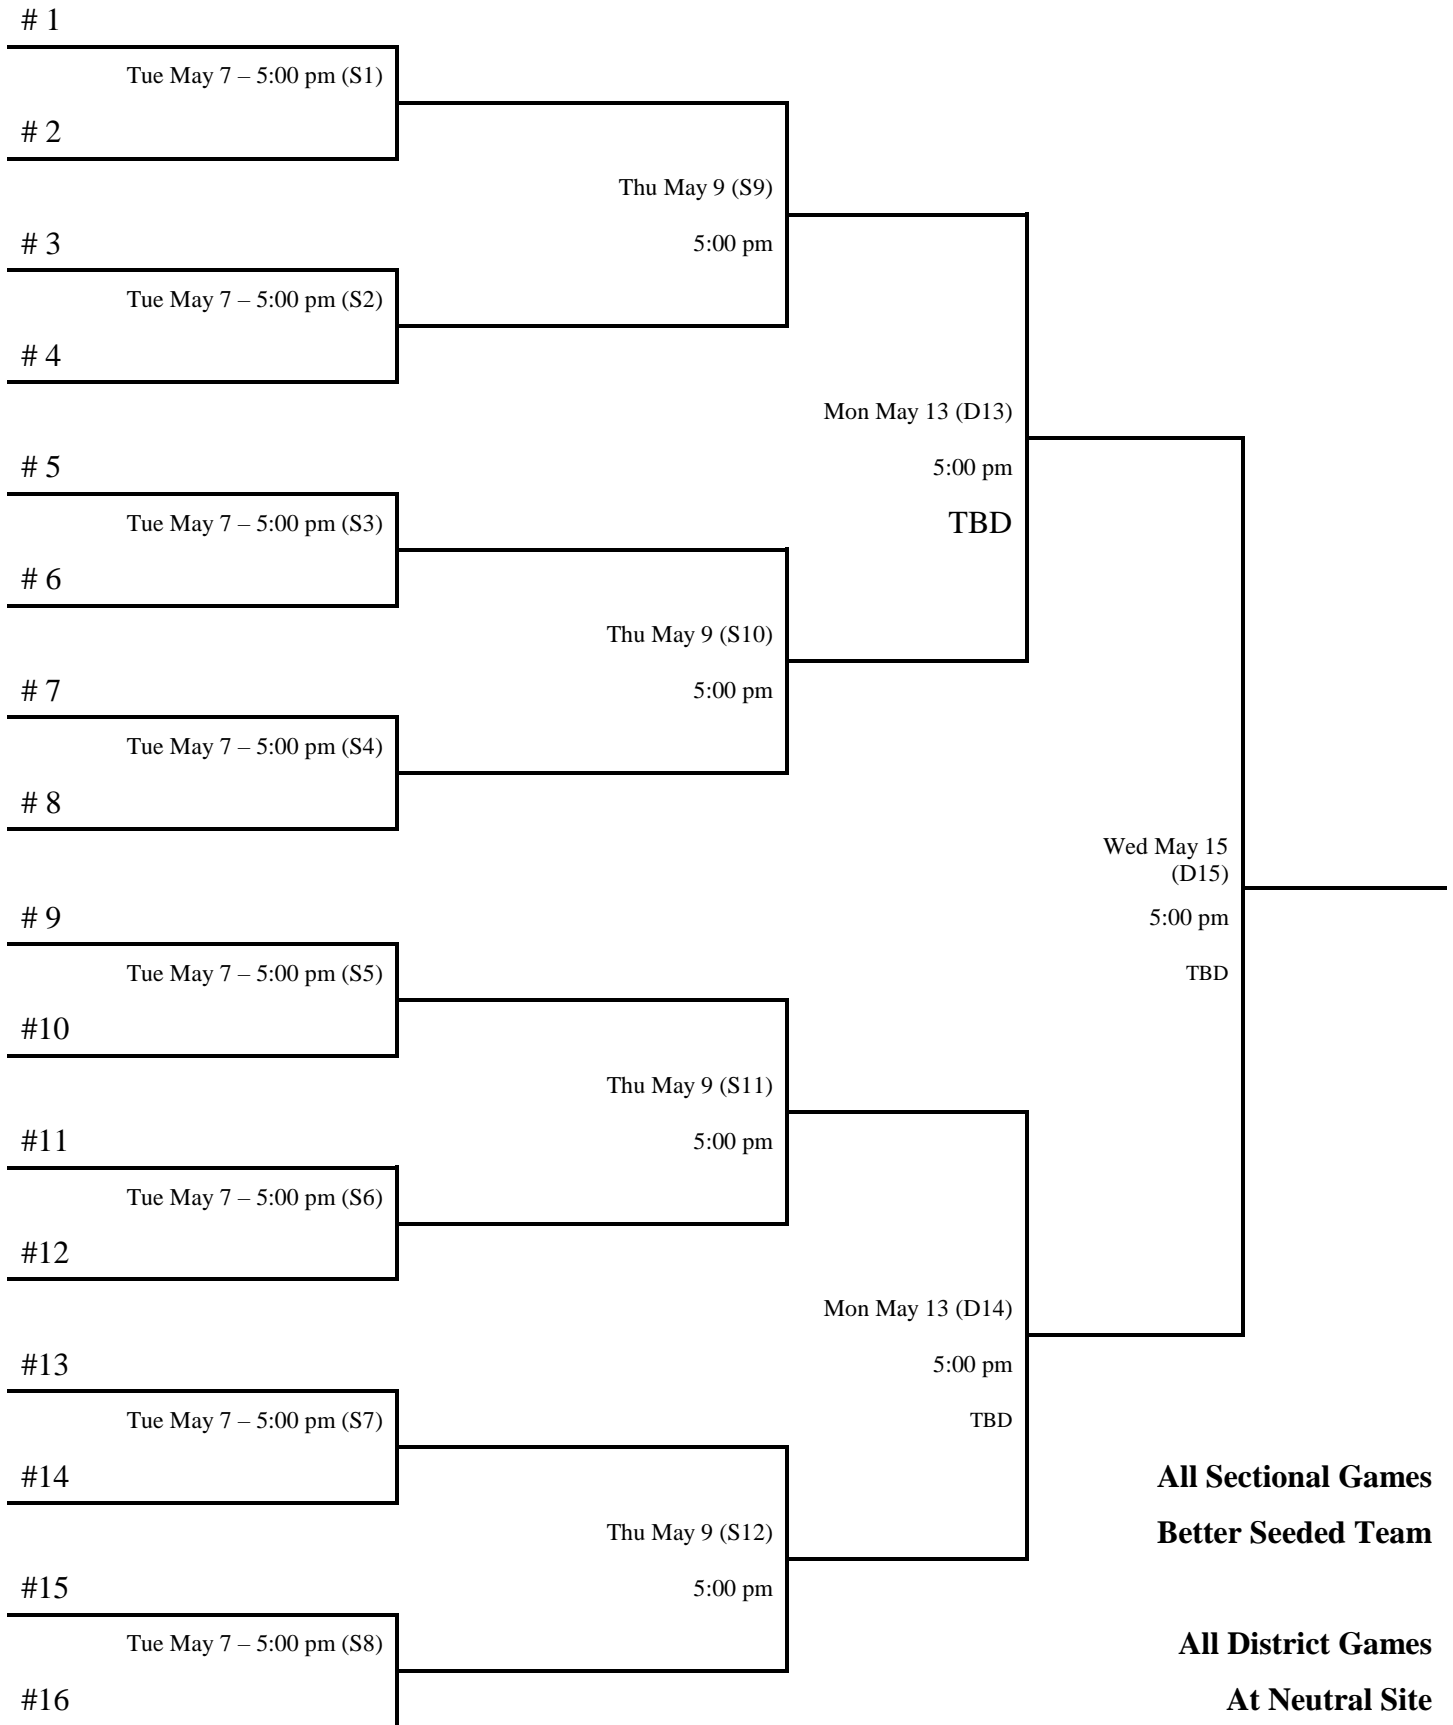 # 1
Tue May 7 – 5:00 pm (S1)
# 2
Thu May 9 (S9)
# 3
5:00 pm
Tue May 7 – 5:00 pm (S2)
# 4
Mon May 13 (D13)
# 5
5:00 pm
Tue May 7 – 5:00 pm (S3)
TBD
# 6
Thu May 9 (S10)
# 7
5:00 pm
Tue May 7 – 5:00 pm (S4)
# 8
Wed May 15
(D15)
# 9
5:00 pm
Tue May 7 – 5:00 pm (S5)
TBD
#10
Thu May 9 (S11)
#11
5:00 pm
Tue May 7 – 5:00 pm (S6)
#12
Mon May 13 (D14)
#13
5:00 pm
Tue May 7 – 5:00 pm (S7)
TBD
#14
All Sectional Games
Thu May 9 (S12)
Better Seeded Team
#15
5:00 pm
Tue May 7 – 5:00 pm (S8)
All District Games
#16
At Neutral Site